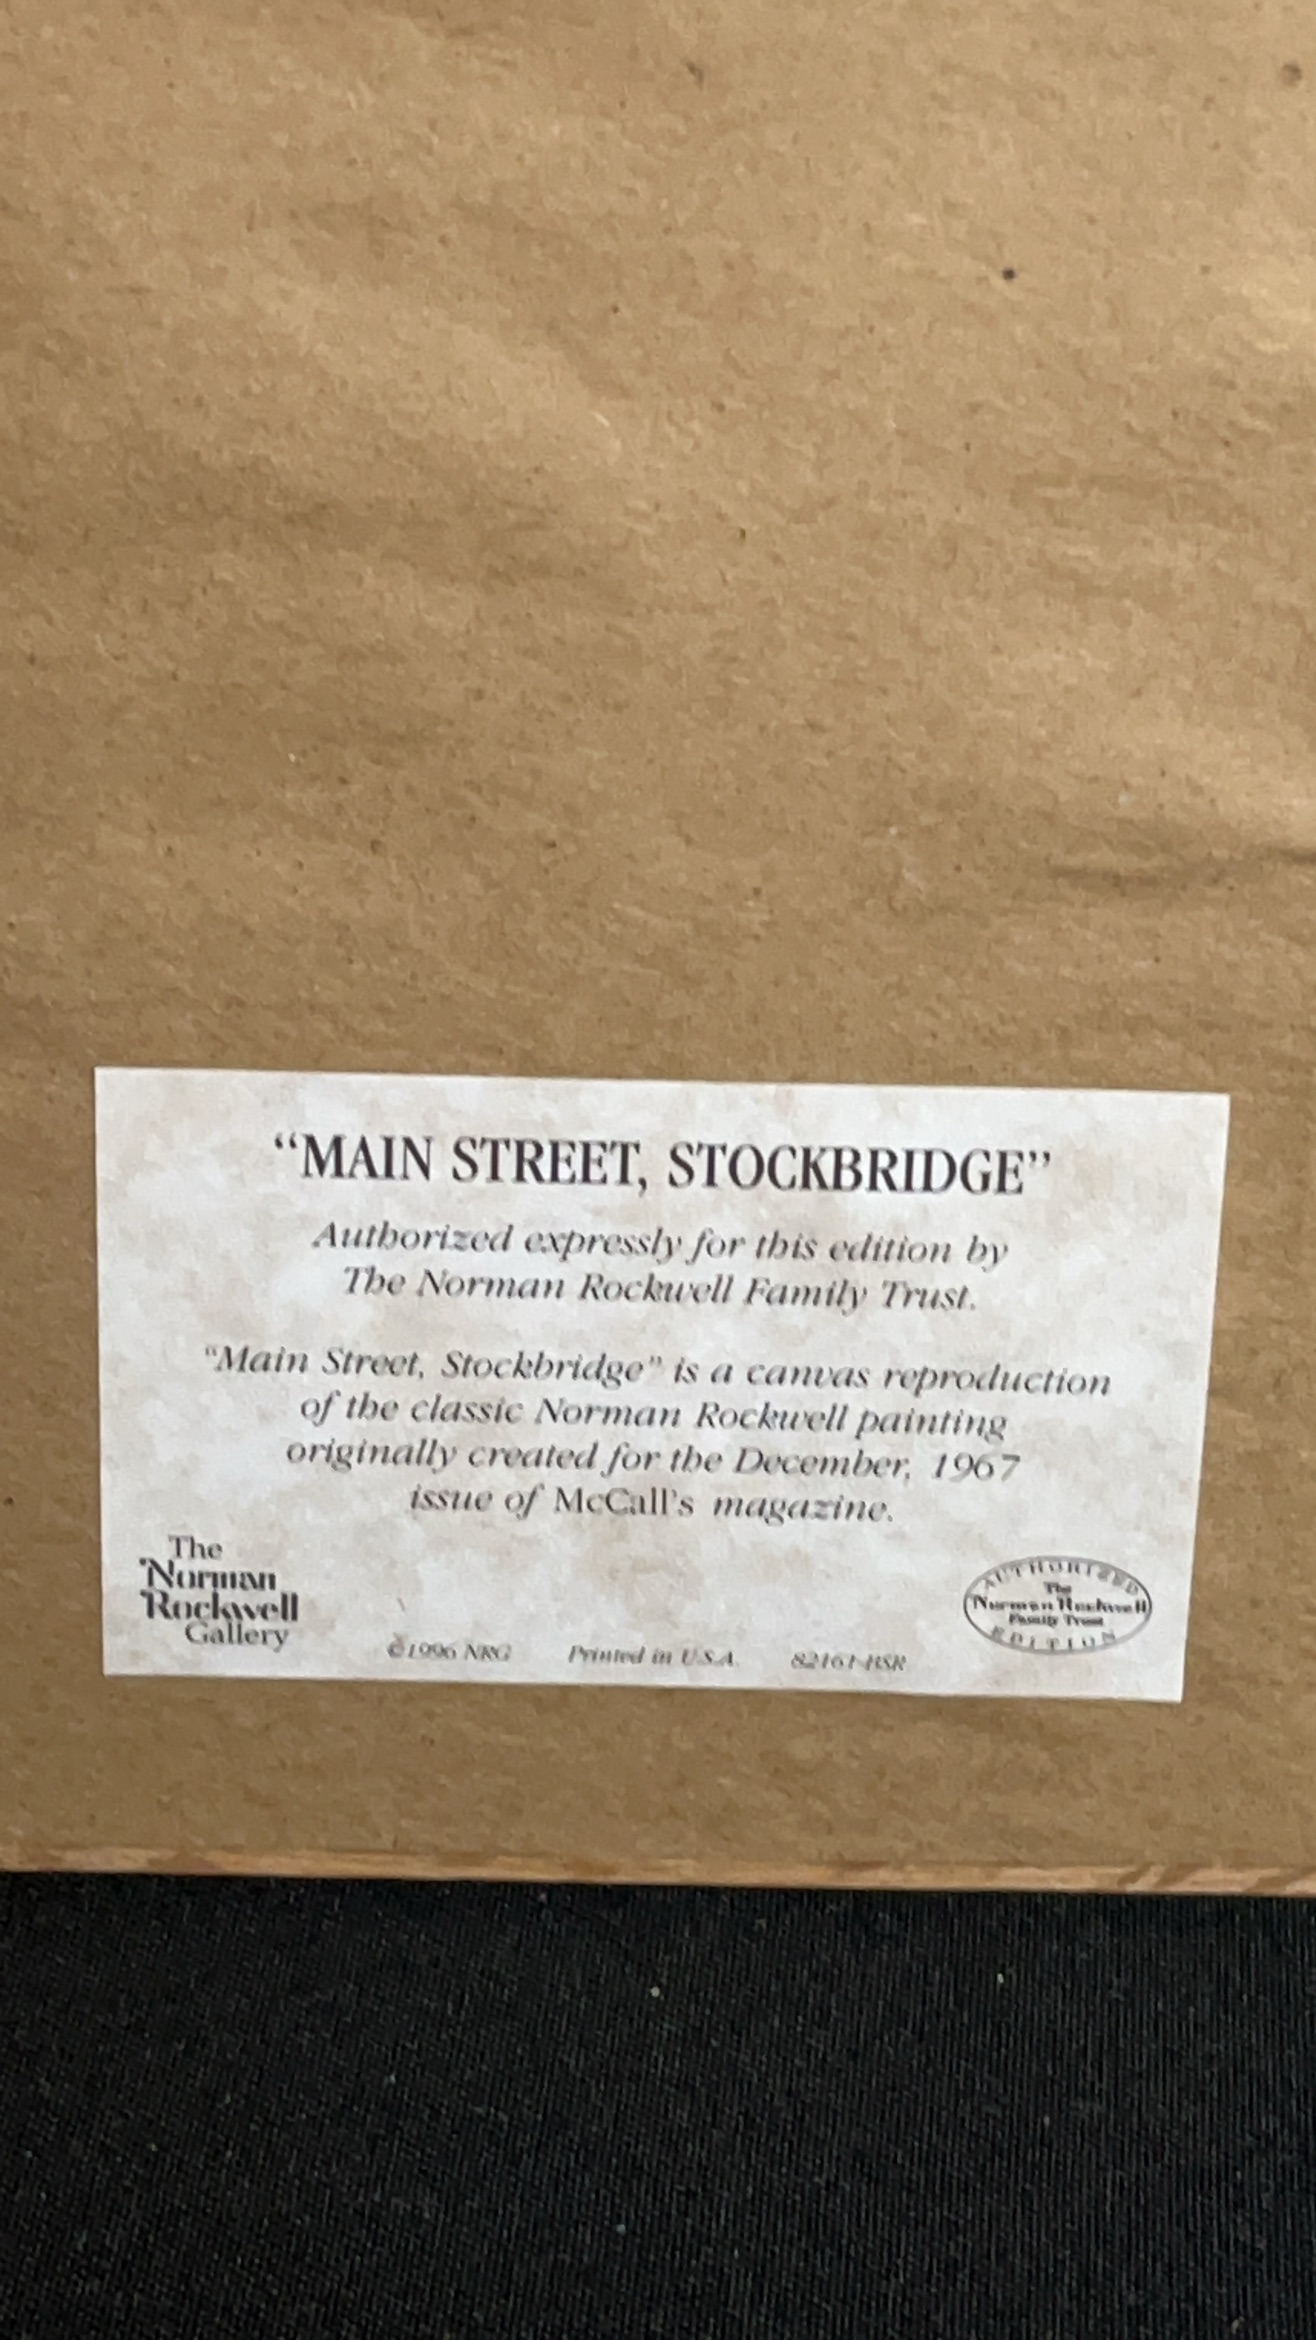 “MAIN STREET, STOCKBRIDGE”
Authorized expressly for this edition by
The Norman Rockwell Family Trust.
“Main Street, Stockbridge” is a canvas reproduction
of the classic Norman Rockwell painting
originally created for the December, 1967
issue of McCall's magazine.
The
Norman
Rockwell
Gallery
©1996 NRG Printed in U.S.A.
AUTHORIZED
The
Norman Rockwell
Family Trust
EDITION